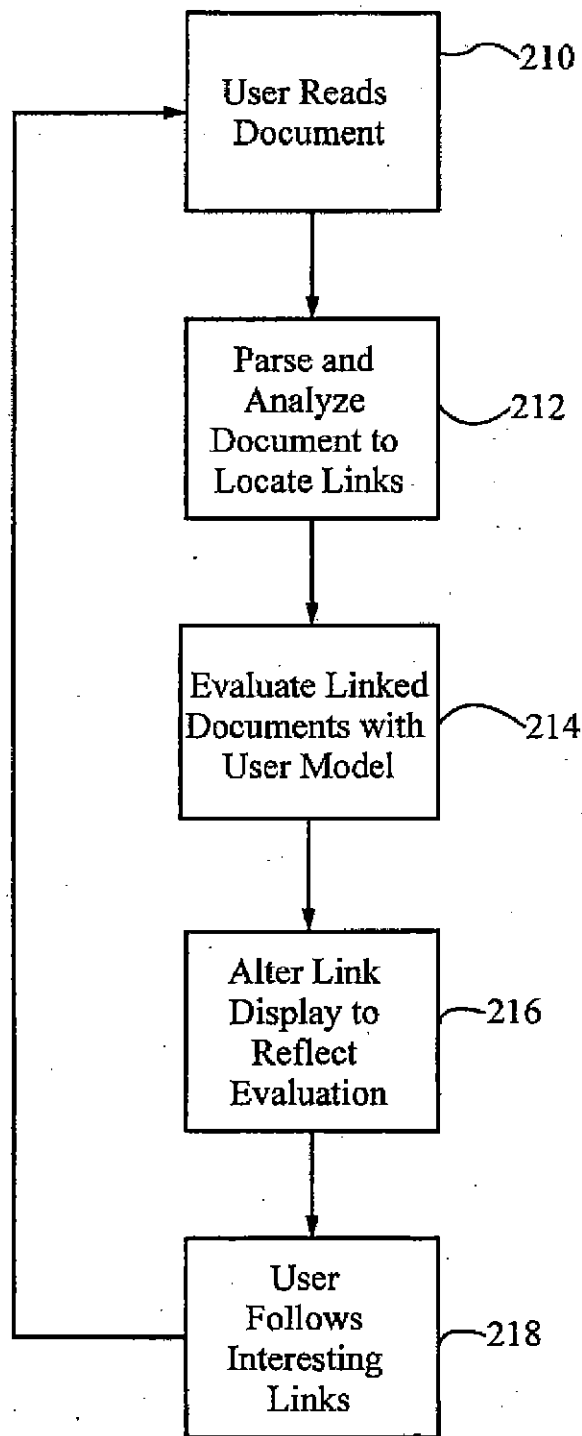 User Reads
Document
210
Parse and
Analyze
Document to
Locate Links
212
Evaluate Linked
Documents with
User Model
214
Alter Link
Display to
Reflect
Evaluation
216
User
Follows
Interesting
Links
218